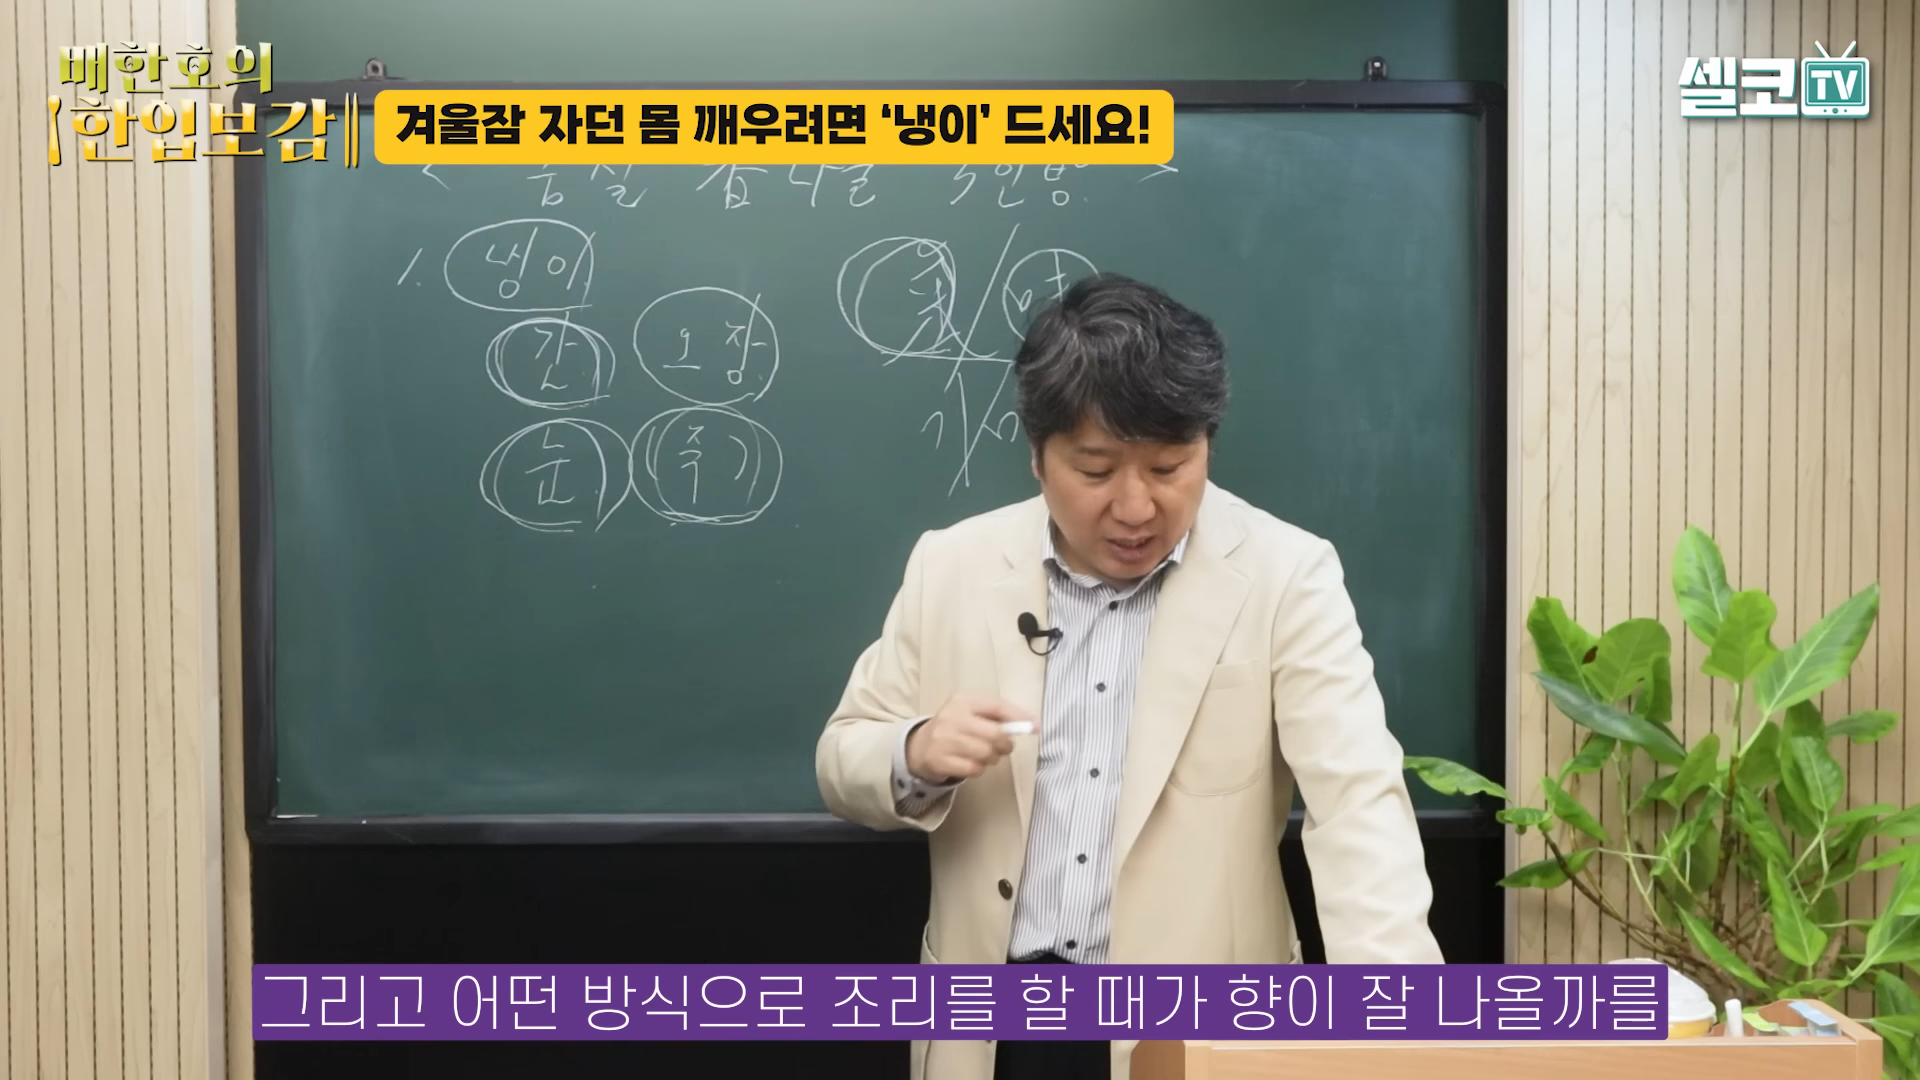 배한호의
한입보감
겨울잠 자던 몸 깨우려면 ‘냉이’ 드세요!
셀코TV
1. 냉이
간 오장
눈 축기
기
그리고 어떤 방식으로 조리를 할 때가 향이 잘 나올까를